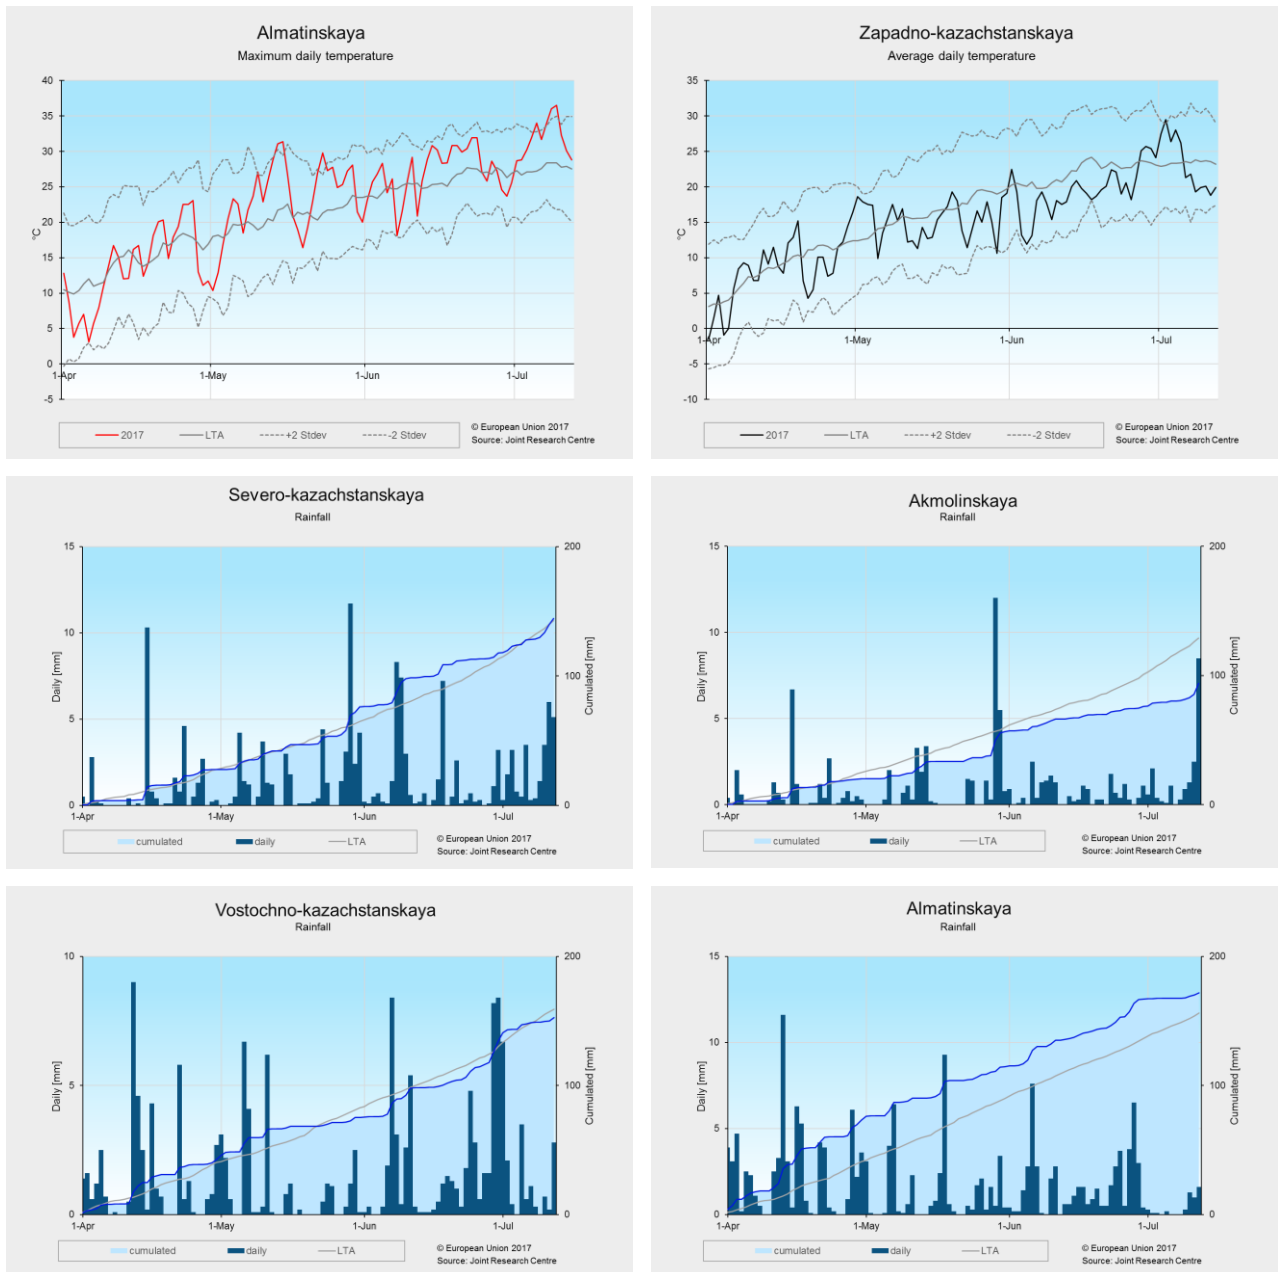 Almatinskaya
Maximum daily temperature
40
35
30
25
20
15
10
5
0
-5
°C
1-Apr
1-May
1-Jun
1-Jul
2017
LTA
+2 Stdev
-2 Stdev
© European Union 2017
Source: Joint Research Centre
Zapadno-kazachstanskaya
Average daily temperature
35
30
25
20
15
10
5
0
-5
-10
°C
1-Apr
1-May
1-Jun
1-Jul
2017
LTA
+2 Stdev
-2 Stdev
© European Union 2017
Source: Joint Research Centre
Severo-kazachstanskaya
Rainfall
15
10
5
0
Daily [mm]
200
100
0
Cumulated [mm]
1-Apr
1-May
1-Jun
1-Jul
cumulated
daily
LTA
© European Union 2017
Source: Joint Research Centre
Akmolinskaya
Rainfall
15
10
5
0
Daily [mm]
200
100
0
Cumulated [mm]
1-Apr
1-May
1-Jun
1-Jul
cumulated
daily
LTA
© European Union 2017
Source: Joint Research Centre
Vostochno-kazachstanskaya
Rainfall
10
5
0
Daily [mm]
200
100
0
Cumulated [mm]
1-Apr
1-May
1-Jun
1-Jul
cumulated
daily
LTA
© European Union 2017
Source: Joint Research Centre
Almatinskaya
Rainfall
15
10
5
0
Daily [mm]
200
100
0
Cumulated [mm]
1-Apr
1-May
1-Jun
1-Jul
cumulated
daily
LTA
© European Union 2017
Source: Joint Research Centre